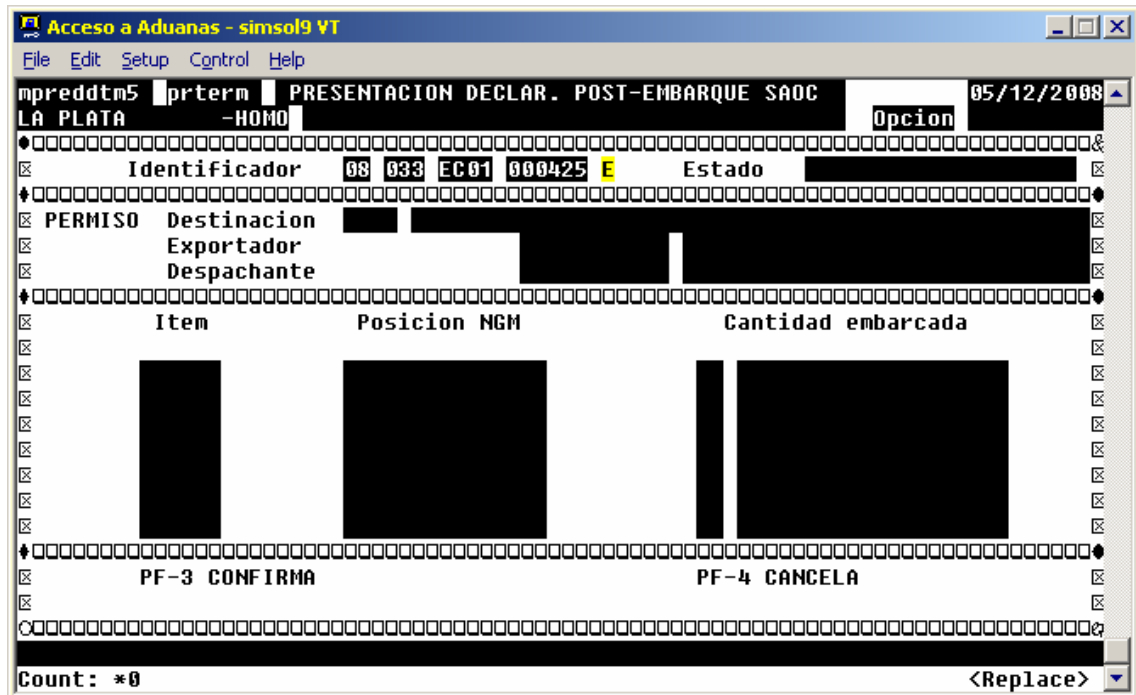 Acceso a Aduanas - simsol9 VT
File Edit Setup Control Help
mpreddtm5 prterm PRESENTACION DECLAR. POST-EMBARQUE SAOC 05/12/2008
LA PLATA -HOMO Opcion
Identificador 08 033 EC01 000425 E Estado
PERMISO Destinacion
Exportador
Despachante
Item Posicion NGM Cantidad embarcada
PF-3 CONFIRMA PF-4 CANCELA
Count: *0 <Replace>